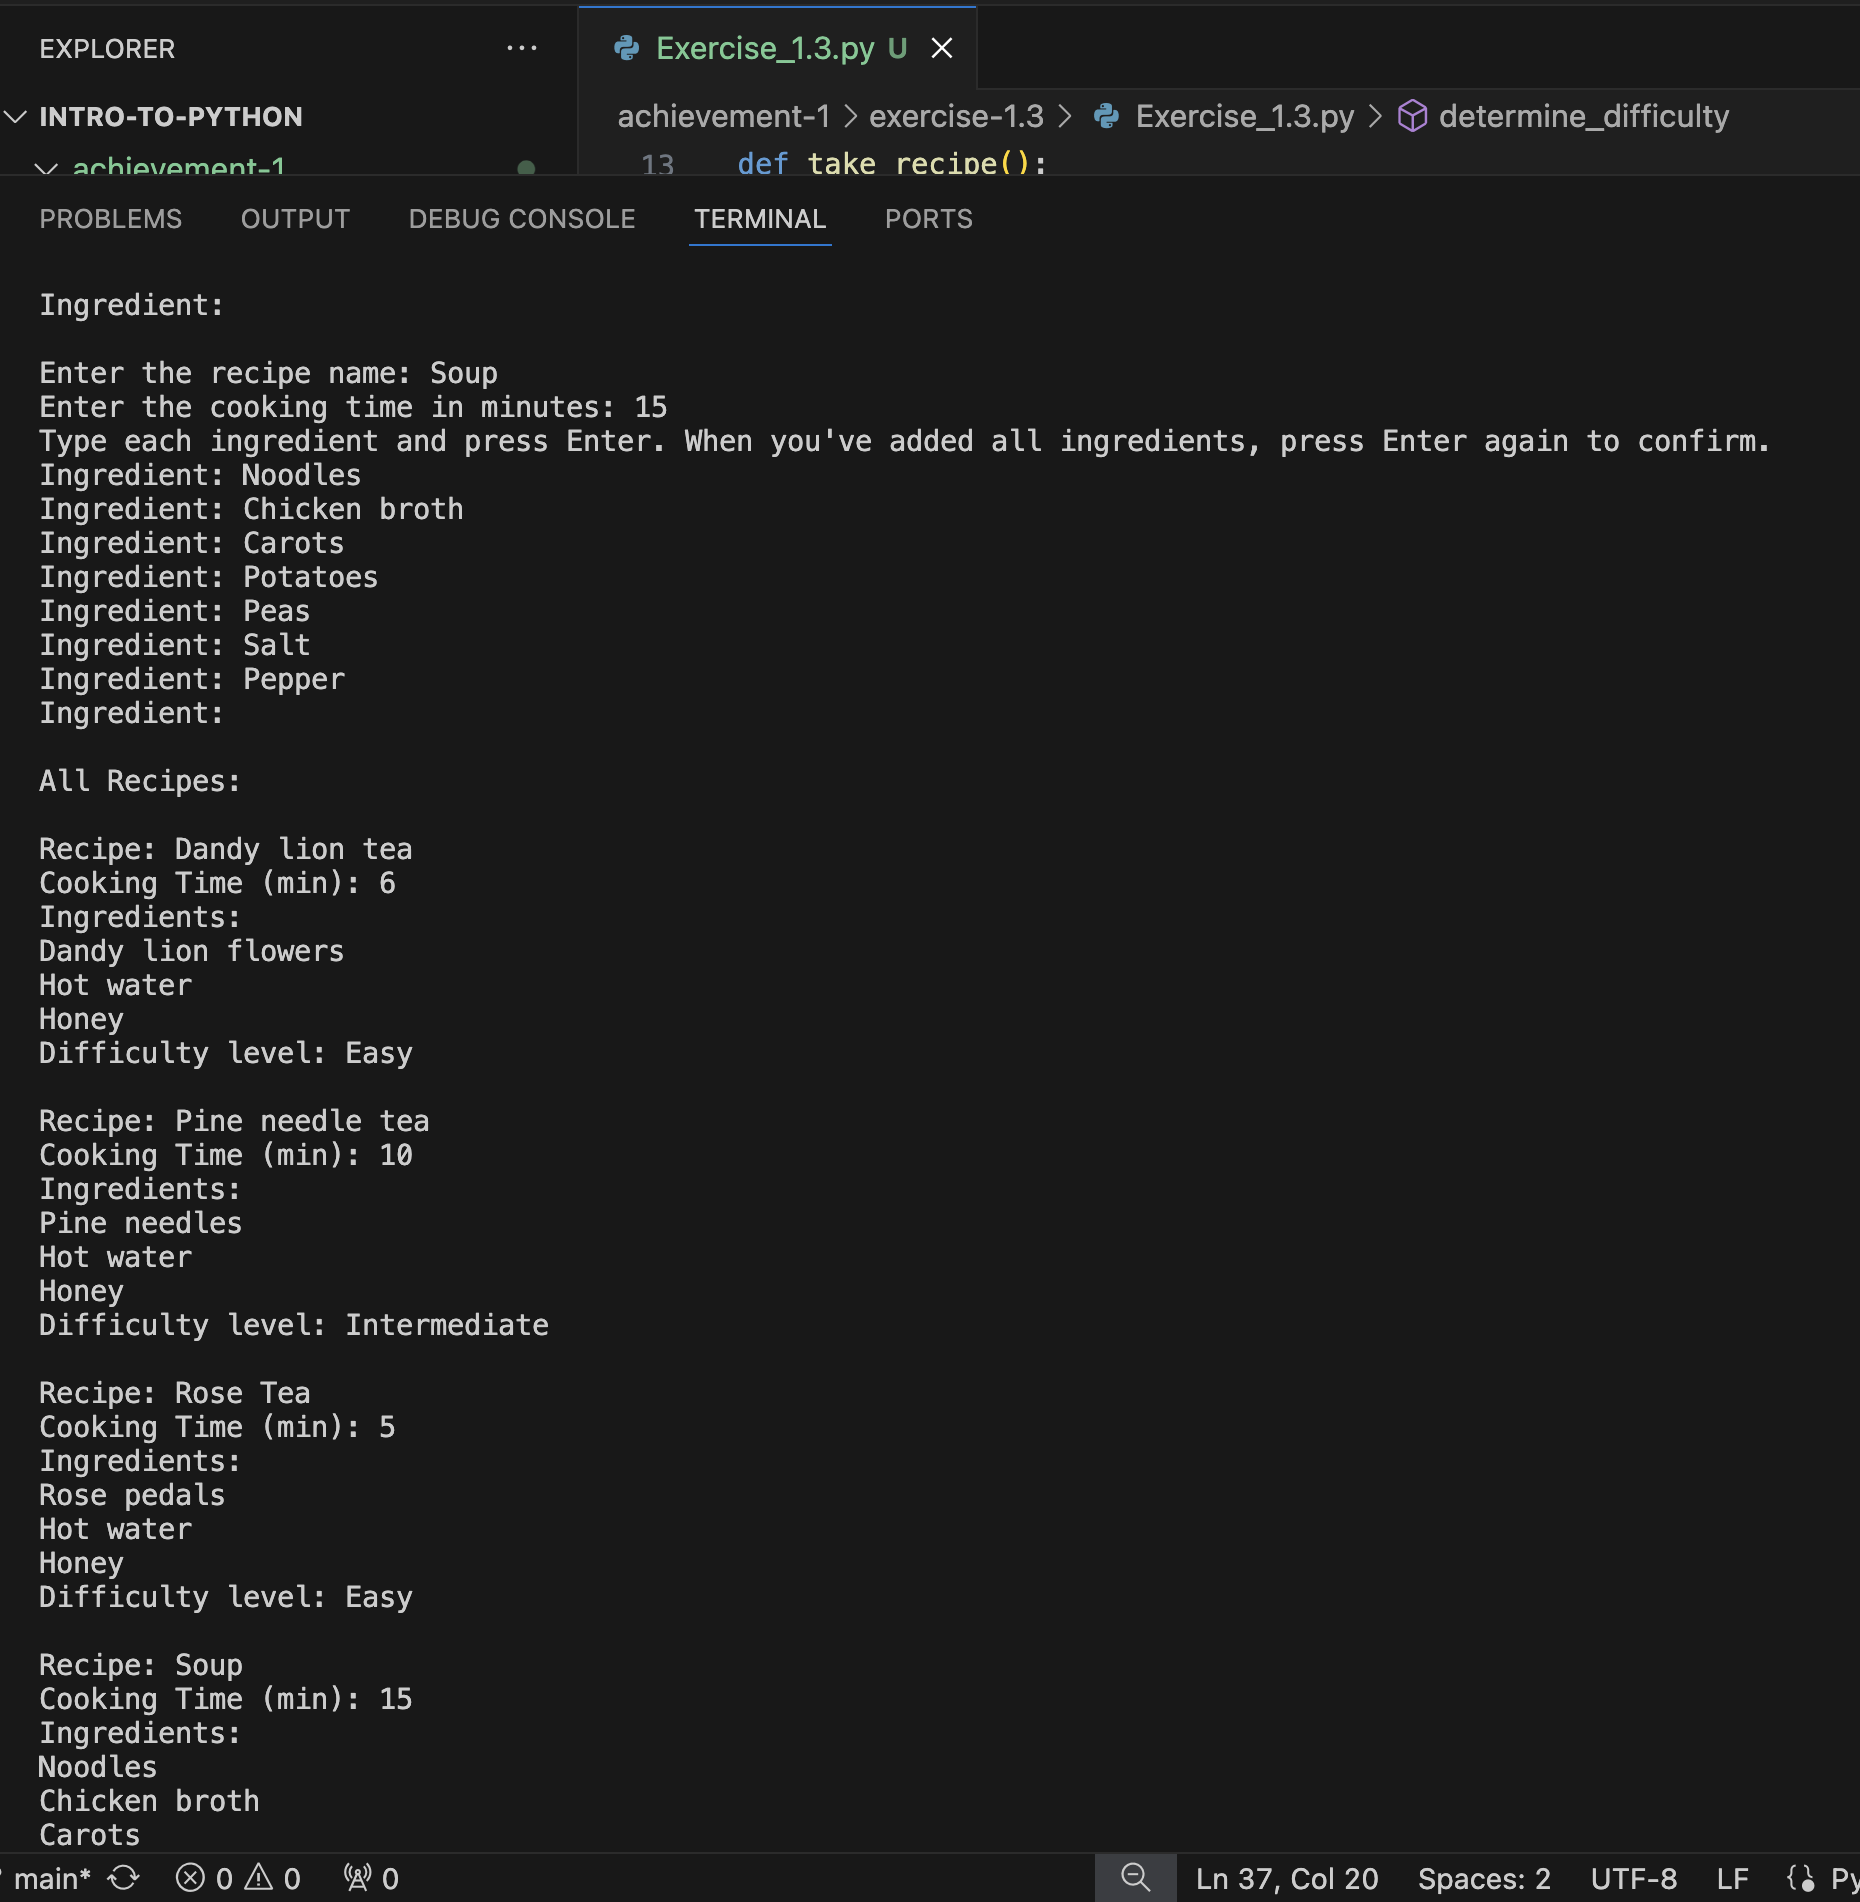 EXPLORER ···
Exercise_1.3.py U
INTRO-TO-PYTHON
achievement-1 > exercise-1.3 > Exercise_1.3.py > determine_difficulty
achievement-1
13 def take_recipe():
PROBLEMS OUTPUT DEBUG CONSOLE TERMINAL PORTS
Ingredient:
Enter the recipe name: Soup
Enter the cooking time in minutes: 15
Type each ingredient and press Enter. When you've added all ingredients, press Enter again to confirm.
Ingredient: Noodles
Ingredient: Chicken broth
Ingredient: Carots
Ingredient: Potatoes
Ingredient: Peas
Ingredient: Salt
Ingredient: Pepper
Ingredient:
All Recipes:
Recipe: Dandy lion tea
Cooking Time (min): 6
Ingredients:
Dandy lion flowers
Hot water
Honey
Difficulty level: Easy
Recipe: Pine needle tea
Cooking Time (min): 10
Ingredients:
Pine needles
Hot water
Honey
Difficulty level: Intermediate
Recipe: Rose Tea
Cooking Time (min): 5
Ingredients:
Rose pedals
Hot water
Honey
Difficulty level: Easy
Recipe: Soup
Cooking Time (min): 15
Ingredients:
Noodles
Chicken broth
Carots
main* 0 0 0 Ln 37, Col 20 Spaces: 2 UTF-8 LF Py